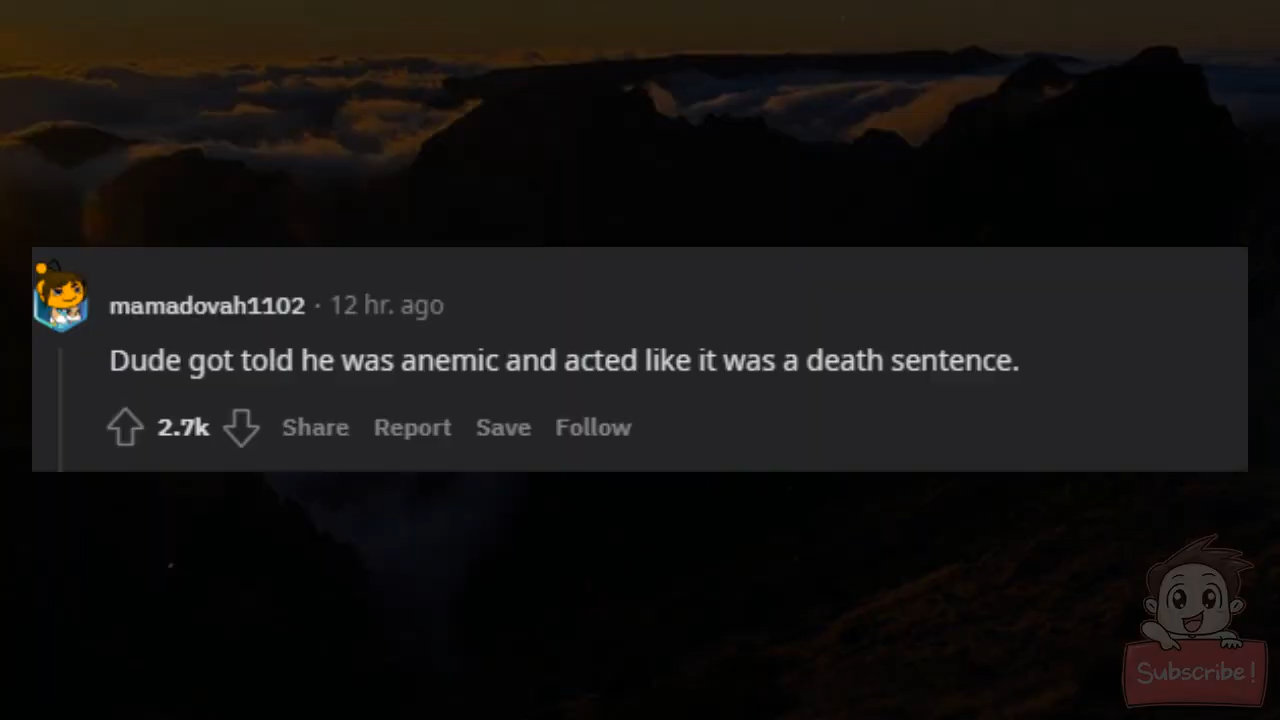 mamadovah1102 · 12 hr. ago
Dude got told he was anemic and acted like it was a death sentence.
2.7k Share Report Save Follow
Subscribe!